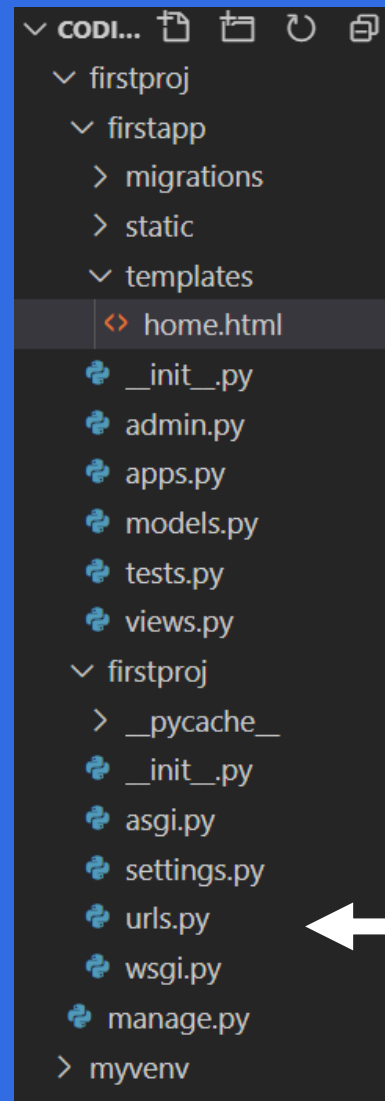 CODI...
firstproj
firstapp
migrations
static
templates
home.html
__init__.py
admin.py
apps.py
models.py
tests.py
views.py
firstproj
__pycache__
__init__.py
asgi.py
settings.py
urls.py
wsgi.py
manage.py
myvenv